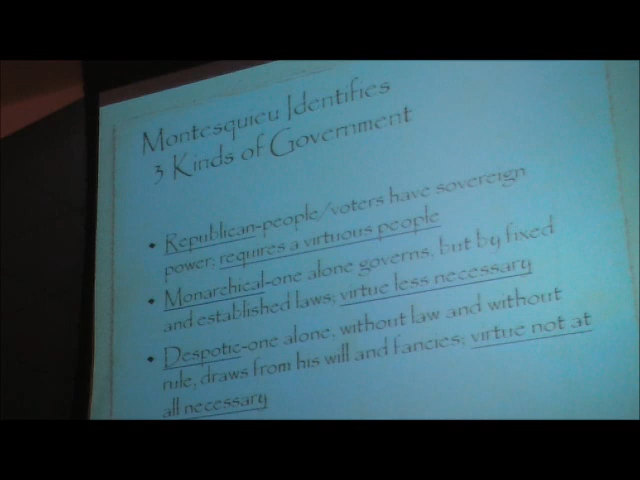 Montesquieu Identifies
3 Kinds of Government
• Republican-people/voters have sovereign
power; requires a virtuous people
• Monarchical-one alone governs, but by fixed
and established laws; virtue less necessary
• Despotic-one alone, without law and without
rule, draws from his will and fancies; virtue not at
all necessary